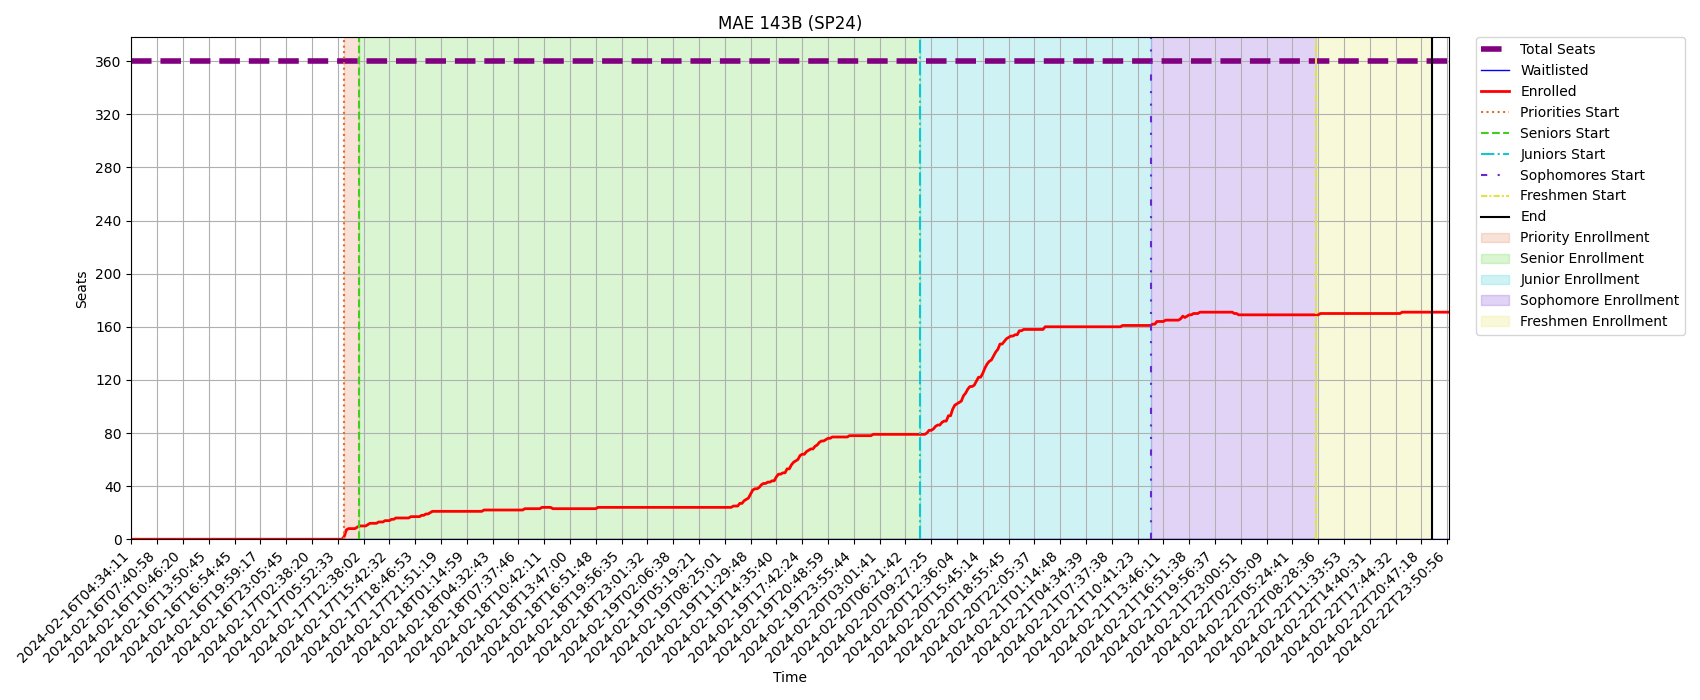 MAE 143B (SP24)
Seats
360
320
280
240
200
160
120
80
40
0
2024-02-16T04:34:11
2024-02-16T07:40:58
2024-02-16T10:46:20
2024-02-16T13:50:45
2024-02-16T16:54:45
2024-02-16T19:59:17
2024-02-16T23:05:45
2024-02-17T02:38:20
2024-02-17T05:52:33
2024-02-17T12:38:02
2024-02-17T15:42:32
2024-02-17T18:46:53
2024-02-17T21:51:19
2024-02-18T01:14:59
2024-02-18T04:32:43
2024-02-18T07:37:46
2024-02-18T10:42:11
2024-02-18T13:47:00
2024-02-18T16:51:48
2024-02-18T19:56:35
2024-02-18T23:01:32
2024-02-19T02:06:38
2024-02-19T05:19:21
2024-02-19T08:25:01
2024-02-19T11:29:48
2024-02-19T14:35:40
2024-02-19T17:42:24
2024-02-19T20:48:59
2024-02-19T23:55:44
2024-02-20T03:01:41
2024-02-20T06:21:42
2024-02-20T09:27:25
2024-02-20T12:36:04
2024-02-20T15:45:14
2024-02-20T18:55:45
2024-02-20T22:05:37
2024-02-21T01:14:48
2024-02-21T04:34:39
2024-02-21T07:37:38
2024-02-21T10:41:23
2024-02-21T13:46:11
2024-02-21T16:51:38
2024-02-21T19:56:37
2024-02-21T23:00:51
2024-02-22T02:05:09
2024-02-22T05:24:41
2024-02-22T08:28:36
2024-02-22T11:33:53
2024-02-22T14:40:31
2024-02-22T17:44:32
2024-02-22T20:47:18
2024-02-22T23:50:56
Time
Total Seats
Waitlisted
Enrolled
Priorities Start
Seniors Start
Juniors Start
Sophomores Start
Freshmen Start
End
Priority Enrollment
Senior Enrollment
Junior Enrollment
Sophomore Enrollment
Freshmen Enrollment